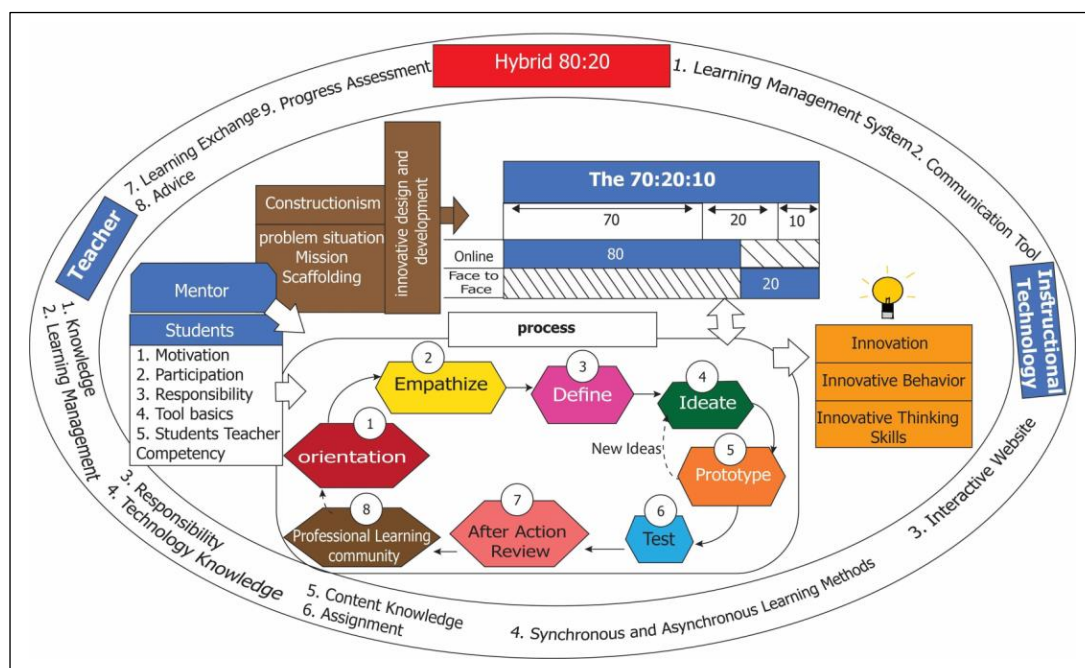 Hybrid 80:20
1. Learning Management System
2. Communication Tool
Instructional
Technology
3. Interactive Website
4. Synchronous and Asynchronous Learning Methods
Teacher
1. Knowledge
2. Learning Management
3. Responsibility
4. Technology Knowledge
5. Content Knowledge
6. Assignment
7. Learning Exchange
8. Advice
9. Progress Assessment
Constructionism
problem situation
Mission
Scaffolding
innovative design and
development
The 70:20:10
70
20
10
Online
80
Face to
Face
20
Mentor
Students
1. Motivation
2. Participation
3. Responsibility
4. Tool basics
5. Students Teacher
Competency
process
1
orientation
2
Empathize
3
Define
4
Ideate
New Ideas
5
Prototype
6
Test
7
After Action
Review
8
Professional Learning
community
Innovation
Innovative Behavior
Innovative Thinking
Skills